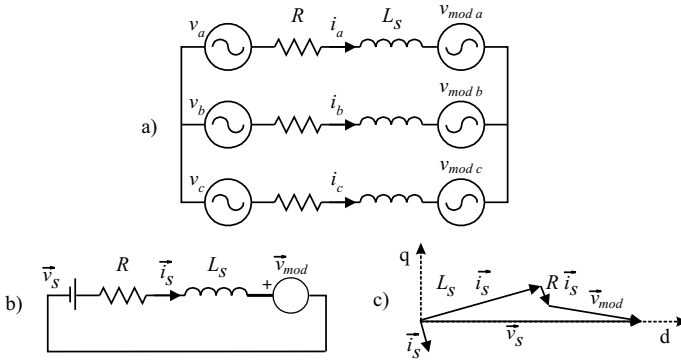 v_a R i_a L_s v_mod a
a)
v_b i_b v_mod b
v_c i_c v_mod c
b)
v_s R i_s L_s + v_mod
c)
q
L_s i_s R i_s
v_mod
v_s d
i_s